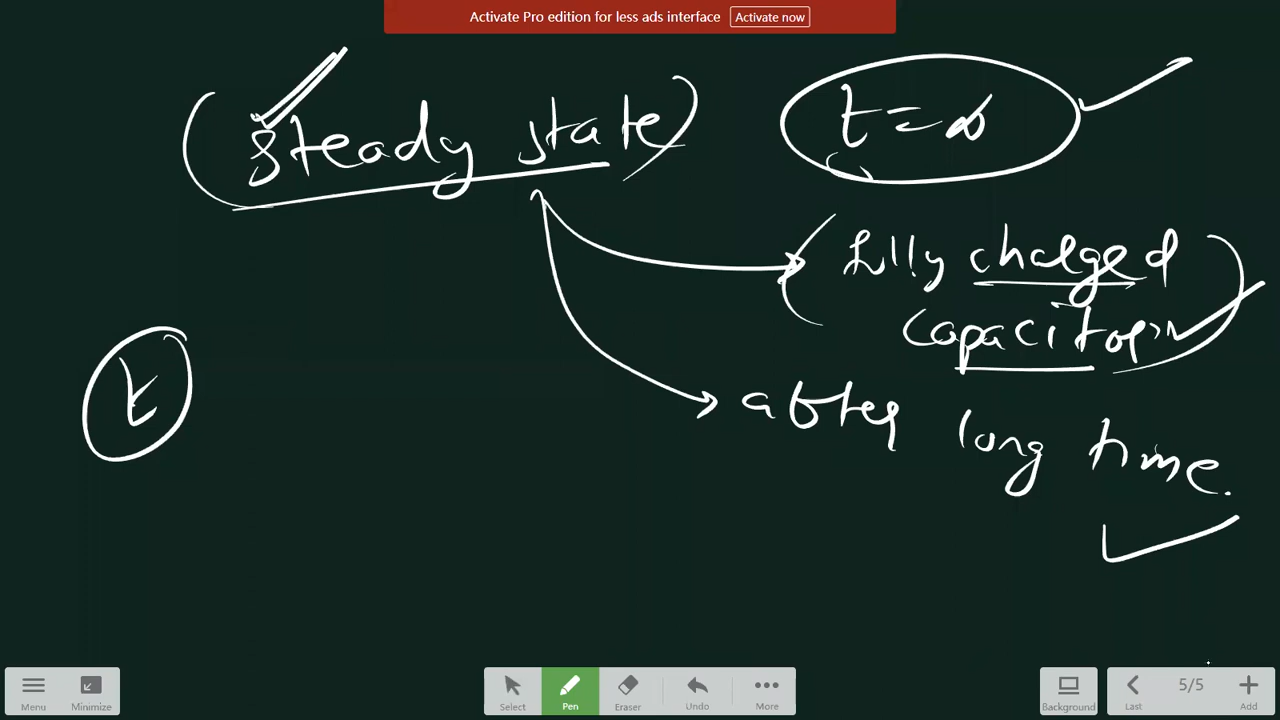 Activate Pro edition for less ads interface Activate now
(steady state) t=∞
(fully charged
capacitor)
t
after long time.
Menu Minimize Select Pen Eraser Undo More Background Last 5/5 Add